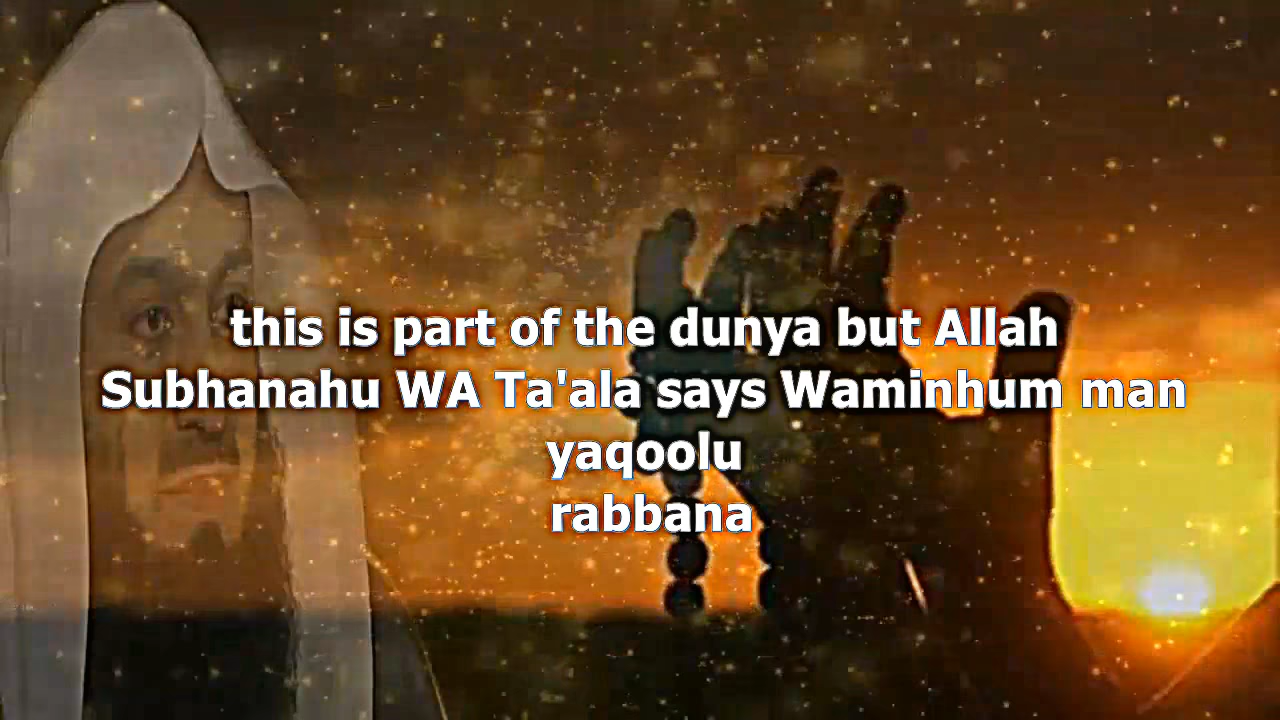 this is part of the dunya but Allah
Subhanahu WA Ta'ala says Waminhum man
yaqoolu
rabbana